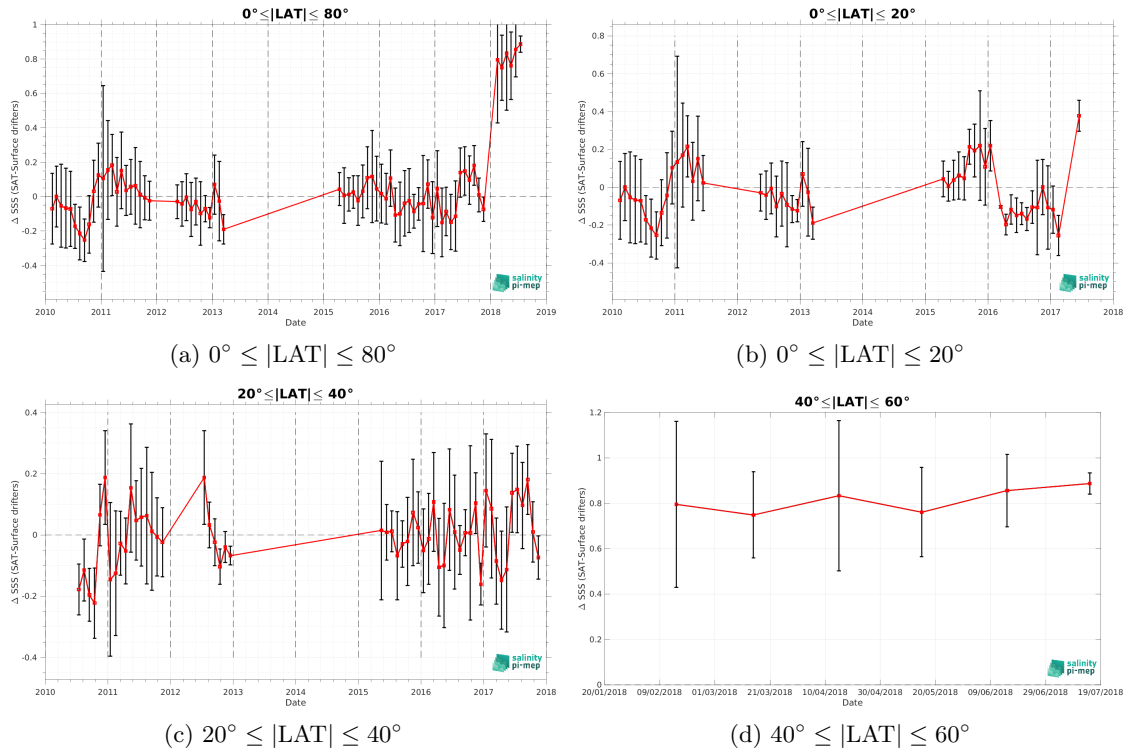 0°≤|LAT|≤ 80°
Δ SSS (SAT-Surface drifters)
1
0.8
0.6
0.4
0.2
0
-0.2
-0.4
2010 2011 2012 2013 2014 2015 2016 2017 2018 2019
Date
salinity
pi-mep
(a) 0° ≤ |LAT| ≤ 80°
0°≤|LAT|≤ 20°
Δ SSS (SAT-Surface drifters)
0.8
0.6
0.4
0.2
0
-0.2
-0.4
2010 2011 2012 2013 2014 2015 2016 2017 2018
Date
salinity
pi-mep
(b) 0° ≤ |LAT| ≤ 20°
20°≤|LAT|≤ 40°
Δ SSS (SAT-Surface drifters)
0.4
0.2
0
-0.2
-0.4
2010 2011 2012 2013 2014 2015 2016 2017 2018
Date
salinity
pi-mep
(c) 20° ≤ |LAT| ≤ 40°
40°≤|LAT|≤ 60°
Δ SSS (SAT-Surface drifters)
1.2
1
0.8
0.6
0.4
0.2
0
20/01/2018 09/02/2018 01/03/2018 21/03/2018 10/04/2018 30/04/2018 20/05/2018 09/06/2018 29/06/2018 19/07/2018
Date
salinity
pi-mep
(d) 40° ≤ |LAT| ≤ 60°